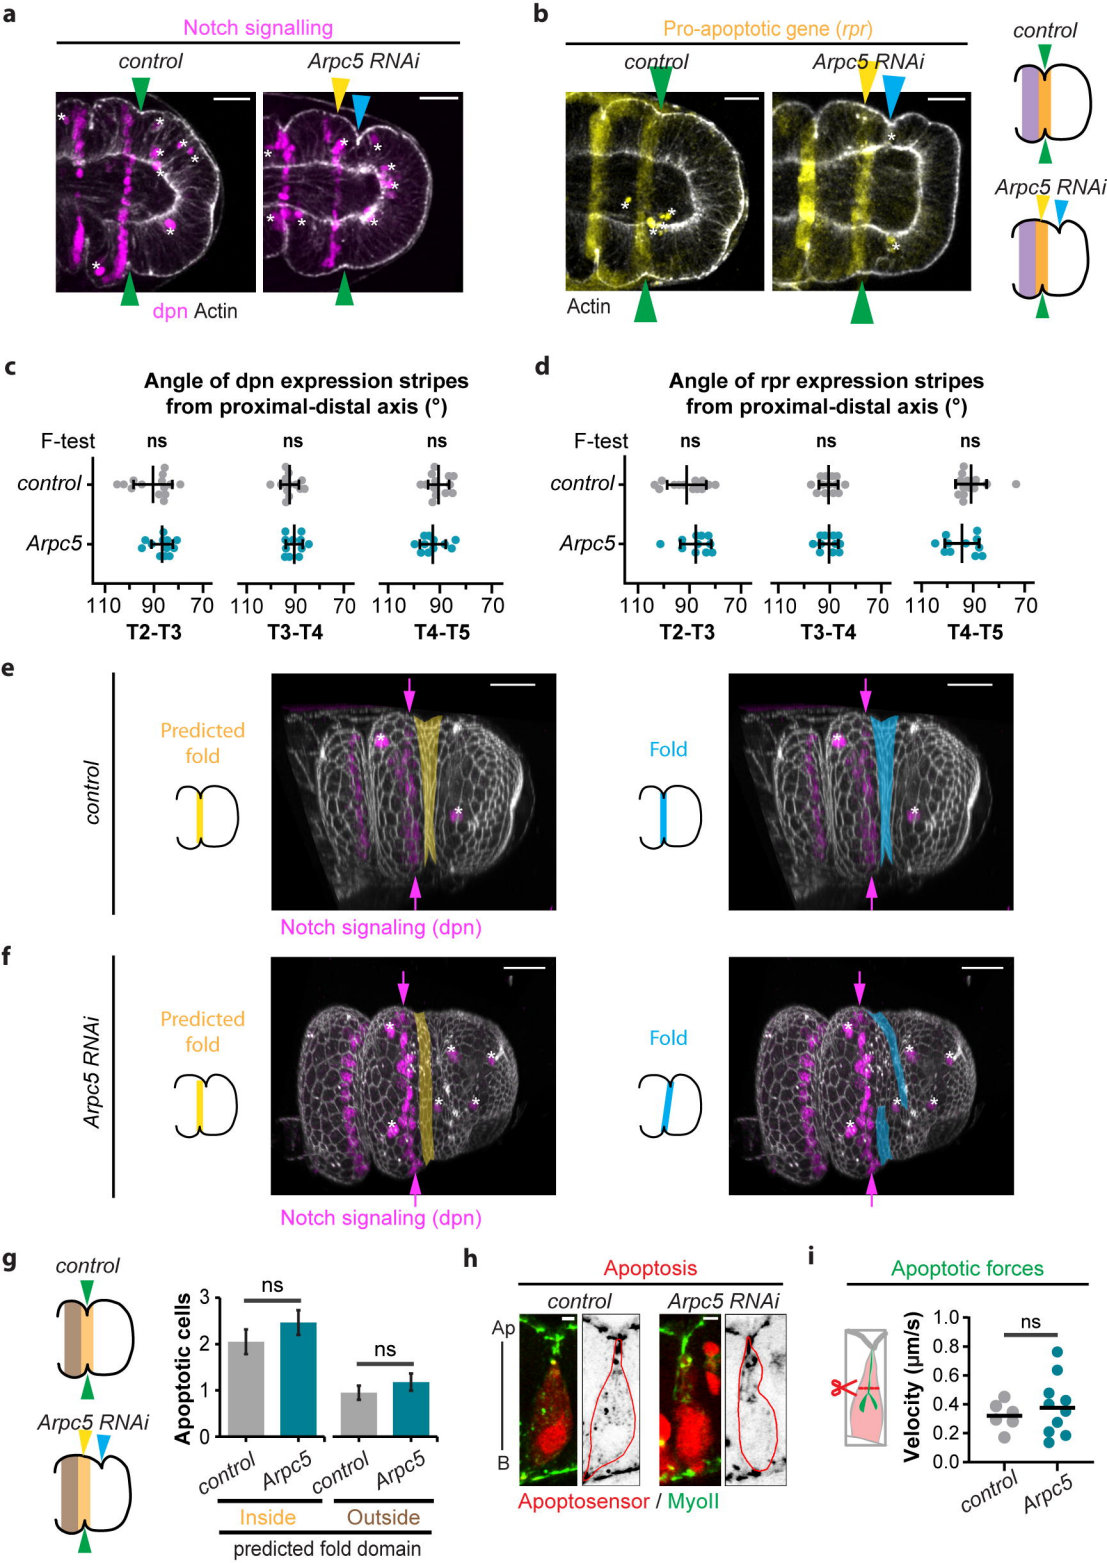 a
Notch signalling
control
Arpc5 RNAi
dpn Actin
b
Pro-apoptotic gene (rpr)
control
Arpc5 RNAi
Actin
control
Arpc5 RNAi
c
Angle of dpn expression stripes
from proximal-distal axis (°)
F-test ns ns ns
control
Arpc5
110 90 70 110 90 70 110 90 70
T2-T3 T3-T4 T4-T5
d
Angle of rpr expression stripes
from proximal-distal axis (°)
F-test ns ns ns
control
Arpc5
110 90 70 110 90 70 110 90 70
T2-T3 T3-T4 T4-T5
e
control
Predicted
fold
Fold
Notch signaling (dpn)
f
Arpc5 RNAi
Predicted
fold
Fold
Notch signaling (dpn)
g
control
Arpc5 RNAi
Apoptotic cells
3
2
1
0
ns
ns
control Arpc5 control Arpc5
Inside Outside
predicted fold domain
h
Apoptosis
control Arpc5 RNAi
Ap
B
Apoptosensor / MyoII
i
Apoptotic forces
Velocity (µm/s)
1.0
0.8
0.6
0.4
0.2
0.0
ns
control Arpc5